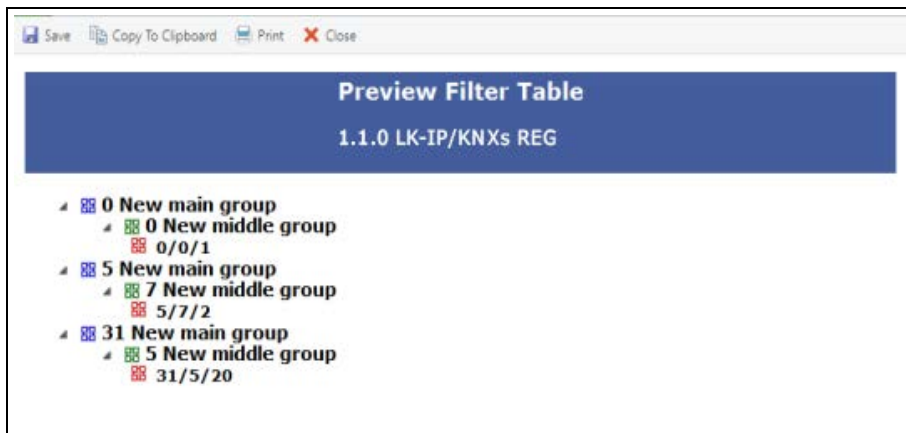 Save Copy To Clipboard Print Close
Preview Filter Table
1.1.0 LK-IP/KNXs REG
0 New main group
0 New middle group
0/0/1
5 New main group
7 New middle group
5/7/2
31 New main group
5 New middle group
31/5/20